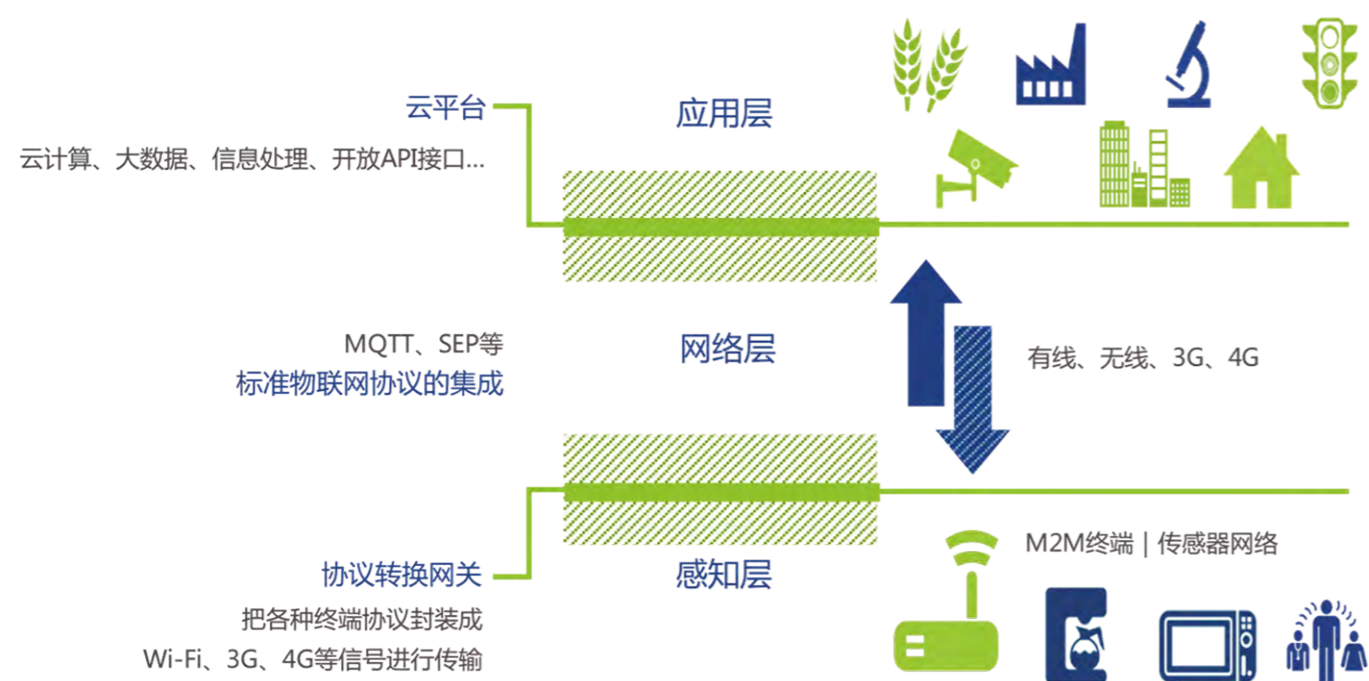 云平台
应用层
云计算、大数据、信息处理、开放API接口...
MQTT、SEP等
标准物联网协议的集成
网络层
有线、无线、3G、4G
M2M终端 | 传感器网络
协议转换网关
感知层
把各种终端协议封装成
Wi-Fi、3G、4G等信号进行传输